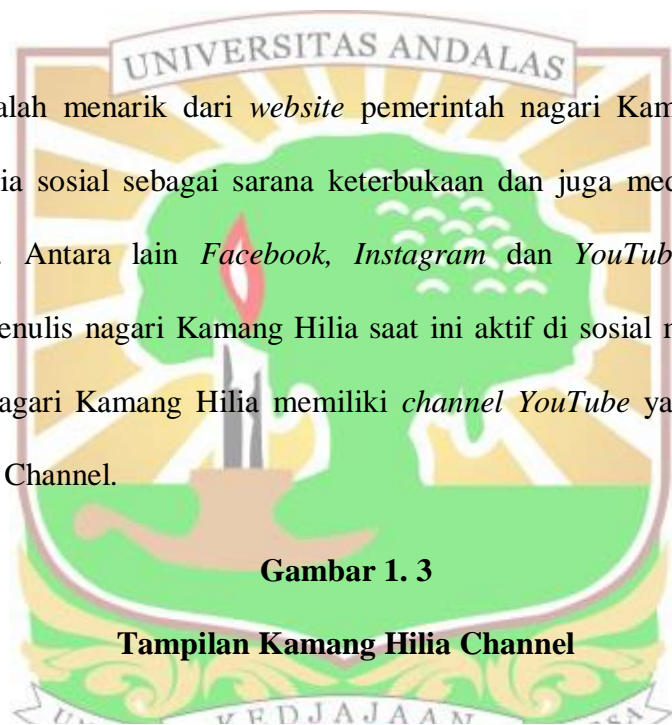 UNIVERSITAS ANDALAS
alah menarik dari website pemerintah nagari Kam
ia sosial sebagai sarana keterbukaan dan juga med
. Antara lain Facebook, Instagram dan YouTub
enulis nagari Kamang Hilia saat ini aktif di sosial
agari Kamang Hilia memiliki channel YouTube ya
Channel.
Gambar 1. 3
Tampilan Kamang Hilia Channel
KEDJAJAAN